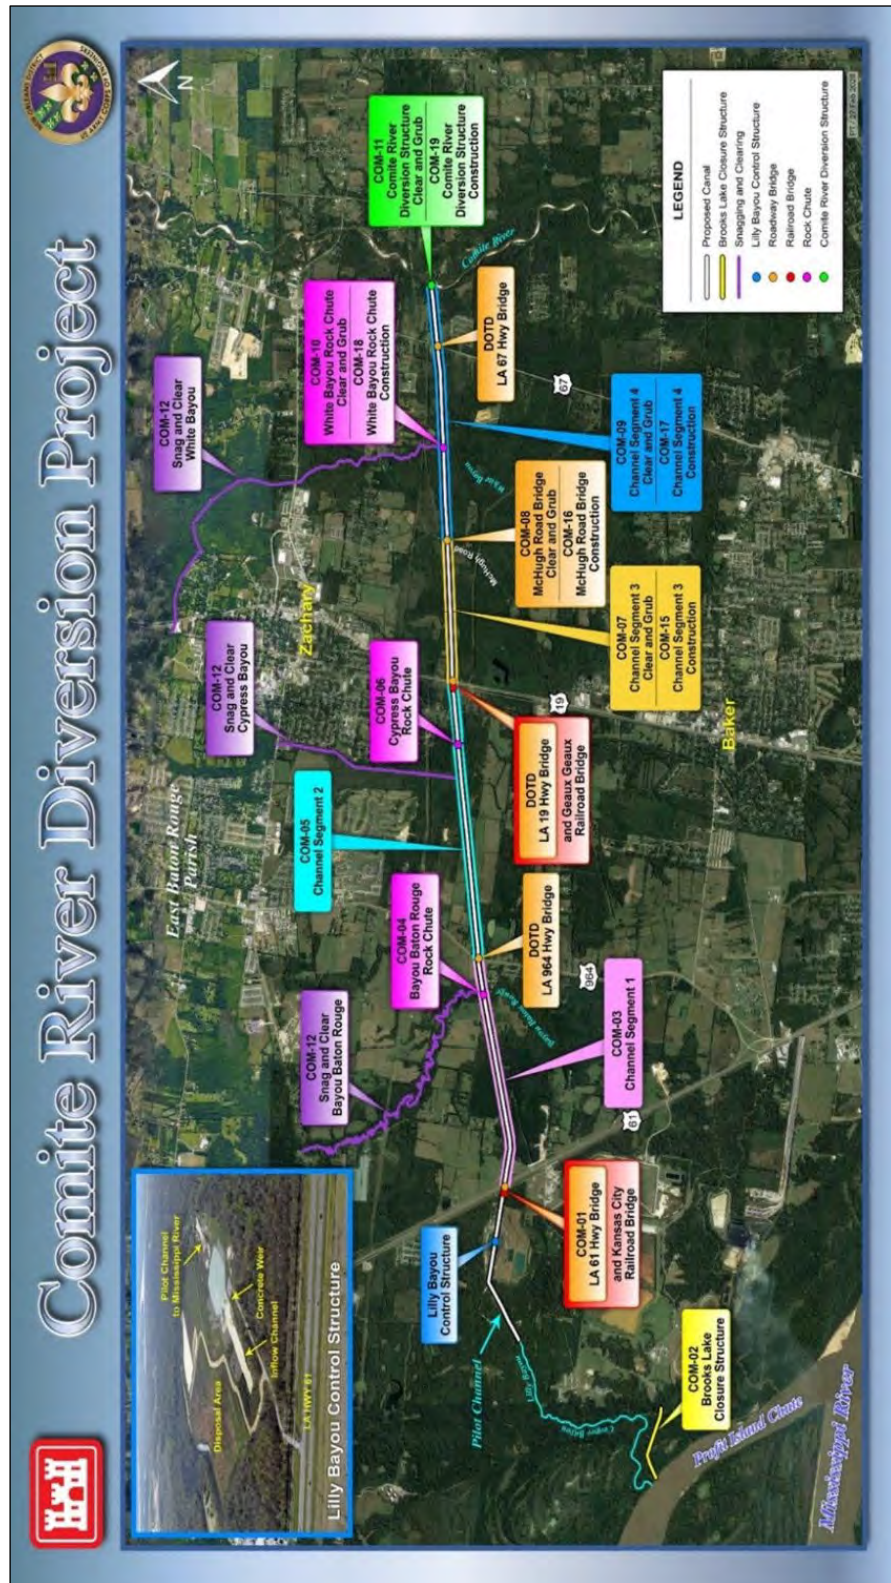 Comite River Diversion Project
Pilot Channel
to Mississippi River
Disposal Area
Concrete Weir
Inflow Channel
LA HWY 61
Lilly Bayou Control Structure
East Baton Rouge
Parish
COM-12
Snag and Clear
Bayou Baton Rouge
COM-12
Snag and Clear
Cypress Bayou
COM-12
Snag and Clear
White Bayou
N
Zachary
COM-05
Channel Segment 2
COM-04
Bayou Baton Rouge
Rock Chute
COM-06
Cypress Bayou
Rock Chute
COM-10
White Bayou Rock Chute
Clear and Grub
COM-18
White Bayou Rock Chute
Construction
COM-11
Comite River
Diversion Structure
Clear and Grub
COM-19
Comite River
Diversion Structure
Construction
Lilly Bayou
Control Structure
Pilot Channel
Lilly Bayou
Cooper Bayou
Bayou Baton Rouge
McHugh Road
White Bayou
Comite River
COM-01
LA 61 Hwy Bridge
and Kansas City
Railroad Bridge
DOTD
LA 964 Hwy Bridge
DOTD
LA 19 Hwy Bridge
and Geaux Geaux
Railroad Bridge
COM-08
McHugh Road Bridge
Clear and Grub
COM-16
McHugh Road Bridge
Construction
DOTD
LA 67 Hwy Bridge
COM-03
Channel Segment 1
COM-07
Channel Segment 3
Clear and Grub
COM-15
Channel Segment 3
Construction
COM-09
Channel Segment 4
Clear and Grub
COM-17
Channel Segment 4
Construction
61
964
19
67
COM-02
Brooks Lake
Closure Structure
Profit Island Chute
Mississippi River
Baker
LEGEND
Proposed Canal
Brooks Lake Closure Structure
Snagging and Clearing
Lilly Bayou Control Structure
Roadway Bridge
Railroad Bridge
Rock Chute
Comite River Diversion Structure